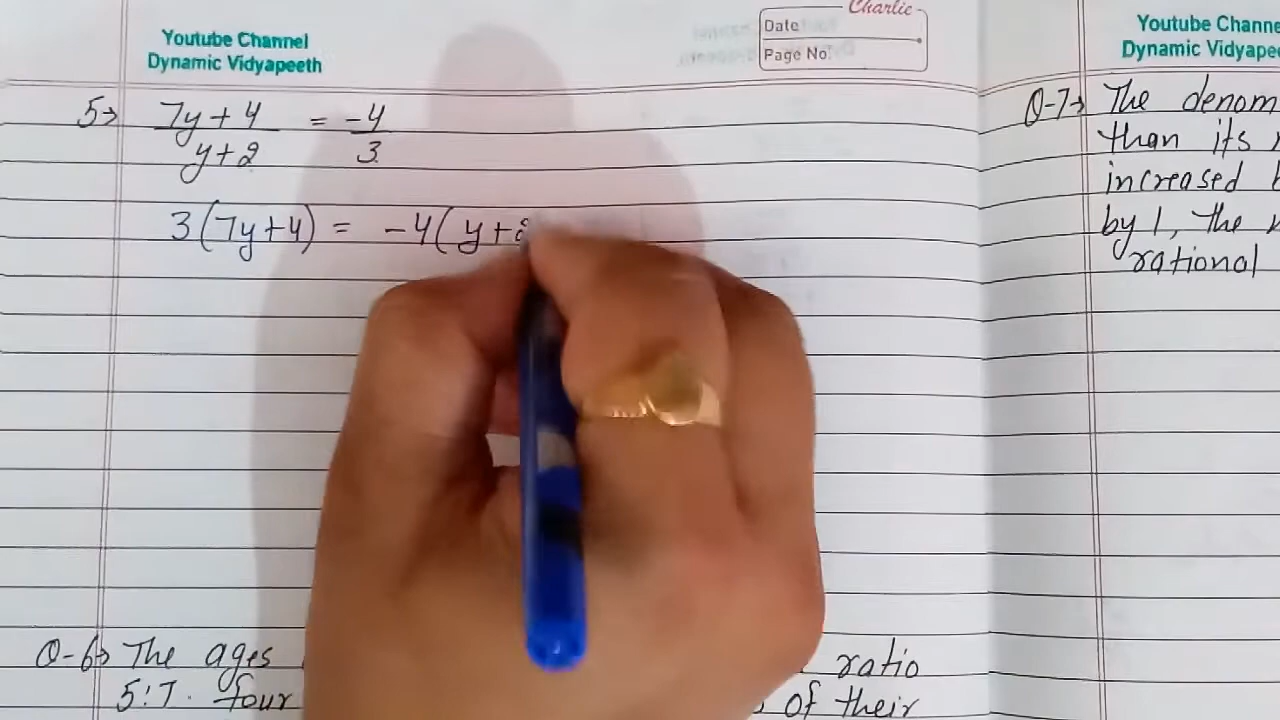 Youtube Channel
Dynamic Vidyapeeth
Charlie
Date
Page No.
5→ 7y+4 = -4
y+2 3
3(7y+4) = -4(y+2
Q-6→ The ages ratio
5:7. four of their
Youtube Channe
Dynamic Vidyape
Q-7→ The denom
than its
increased
by 1, the
rational